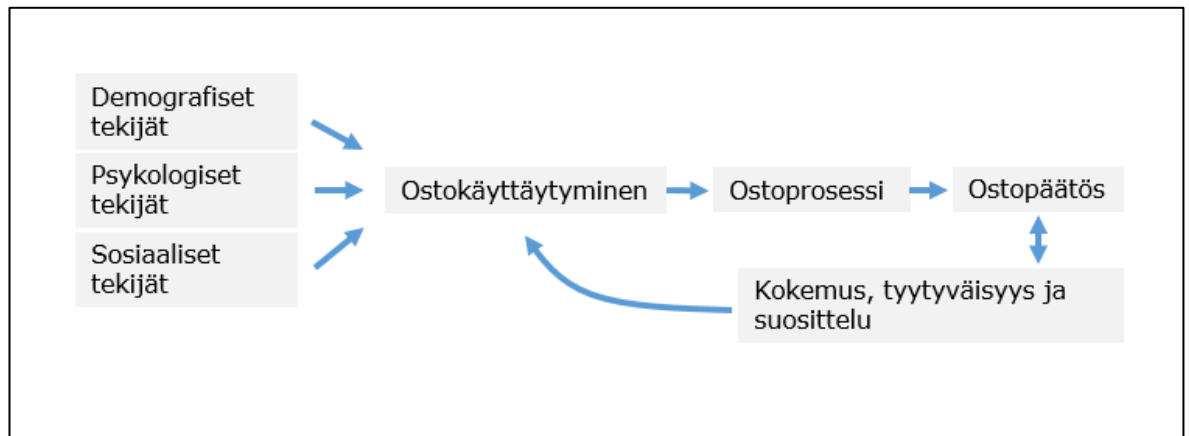 Demografiset
tekijät
Psykologiset
tekijät
Sosiaaliset
tekijät
Ostokäyttäytyminen
Ostoprosessi
Ostopäätös
Kokemus, tyytyväisyys ja
suosittelu